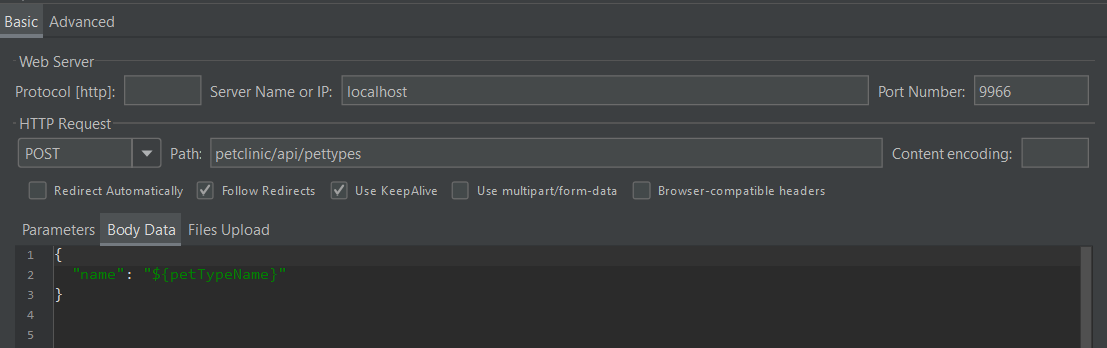 Basic Advanced
Web Server
Protocol [http]: Server Name or IP: localhost Port Number: 9966
HTTP Request
POST Path: petclinic/api/pettypes Content encoding:
Redirect Automatically Follow Redirects Use KeepAlive Use multipart/form-data Browser-compatible headers
Parameters Body Data Files Upload
1 {
2 "name": "${petTypeName}"
3 }
4
5